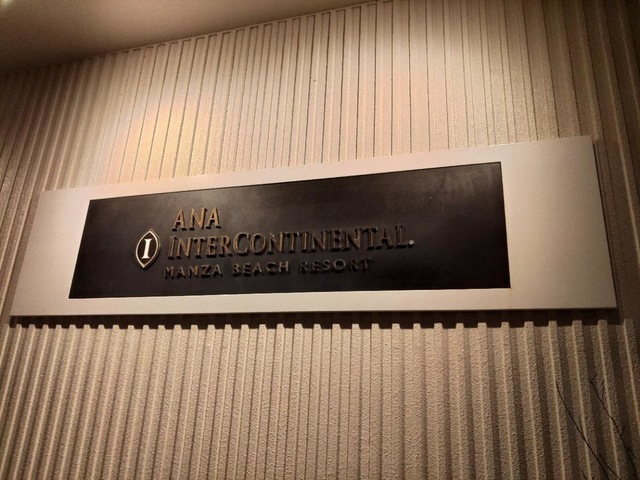 ANA
I INTERCONTINENTAL.
MANZA BEACH RESORT